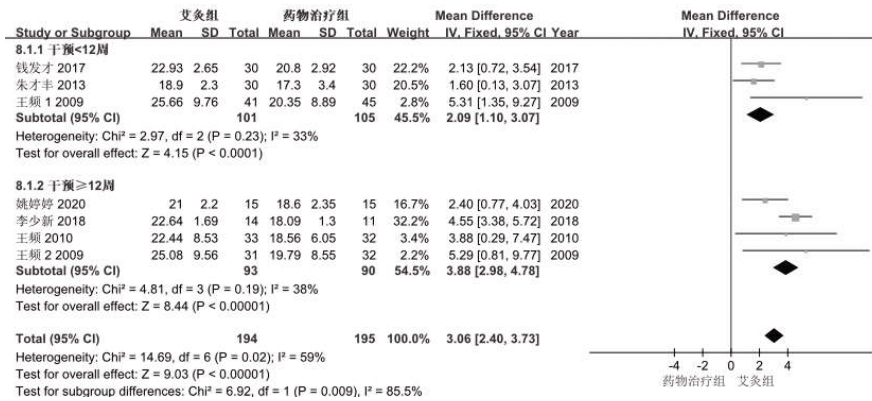 艾灸组 药物治疗组 Mean Difference Mean Difference
Study or Subgroup Mean SD Total Mean SD Total Weight IV, Fixed, 95% CI Year IV, Fixed, 95% CI
8.1.1 干预<12周
钱发才 2017 22.93 2.65 30 20.8 2.92 30 22.2% 2.13 [0.72, 3.54] 2017
朱才丰 2013 18.9 2.3 30 17.3 3.4 30 20.5% 1.60 [0.13, 3.07] 2013
王频 1 2009 25.66 9.76 41 20.35 8.89 45 2.8% 5.31 [1.35, 9.27] 2009
Subtotal (95% CI) 101 105 45.5% 2.09 [1.10, 3.07]
Heterogeneity: Chi² = 2.97, df = 2 (P = 0.23); I² = 33%
Test for overall effect: Z = 4.15 (P < 0.0001)
8.1.2 干预≥12周
姚婷婷 2020 21 2.2 15 18.6 2.35 15 16.7% 2.40 [0.77, 4.03] 2020
李少新 2018 22.64 1.69 14 18.09 1.3 11 32.2% 4.55 [3.38, 5.72] 2018
王频 2010 22.44 8.53 33 18.56 6.05 32 3.4% 3.88 [0.29, 7.47] 2010
王频 2 2009 25.08 9.56 31 19.79 8.55 32 2.2% 5.29 [0.81, 9.77] 2009
Subtotal (95% CI) 93 90 54.5% 3.88 [2.98, 4.78]
Heterogeneity: Chi² = 4.81, df = 3 (P = 0.19); I² = 38%
Test for overall effect: Z = 8.44 (P < 0.00001)
Total (95% CI) 194 195 100.0% 3.06 [2.40, 3.73]
Heterogeneity: Chi² = 14.69, df = 6 (P = 0.02); I² = 59%
Test for overall effect: Z = 9.03 (P < 0.00001)
Test for subgroup differences: Chi² = 6.92, df = 1 (P = 0.009), I² = 85.5%
-4 -2 0 2 4
药物治疗组 艾灸组